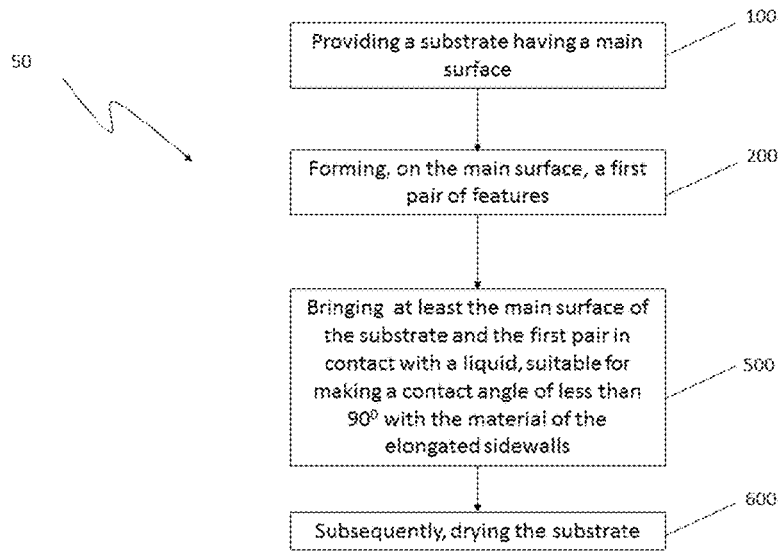 100
Providing a substrate having a main
surface
50
200
Forming, on the main surface, a first
pair of features
Bringing at least the main surface of
the substrate and the first pair in
contact with a liquid, suitable for
making a contact angle of less than
90⁰ with the material of the
elongated sidewalls
500
600
Subsequently, drying the substrate